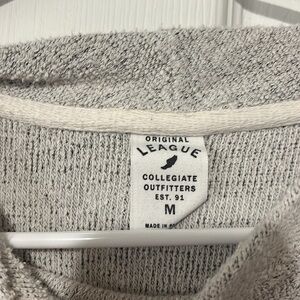 ORIGINAL
LEAGUE
COLLEGIATE
OUTFITTERS
EST. 91
M
MADE IN